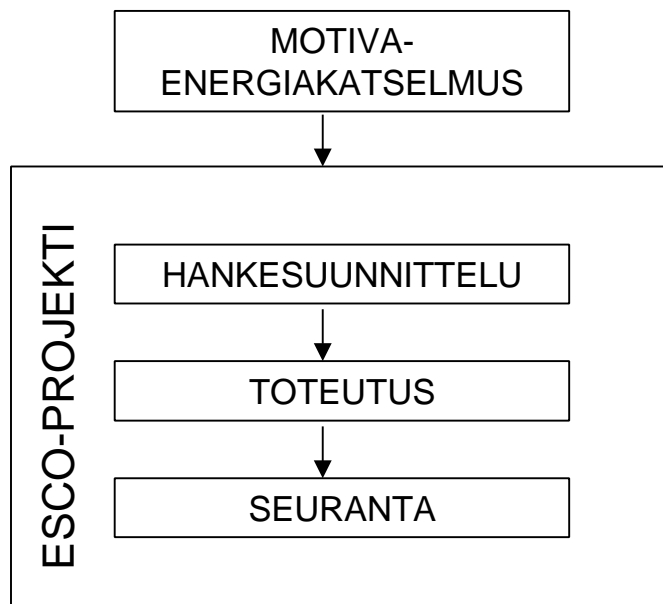 MOTIVA-
ENERGIAKATSELMUS
ESCO-PROJEKTI
HANKESUUNNITTELU
TOTEUTUS
SEURANTA